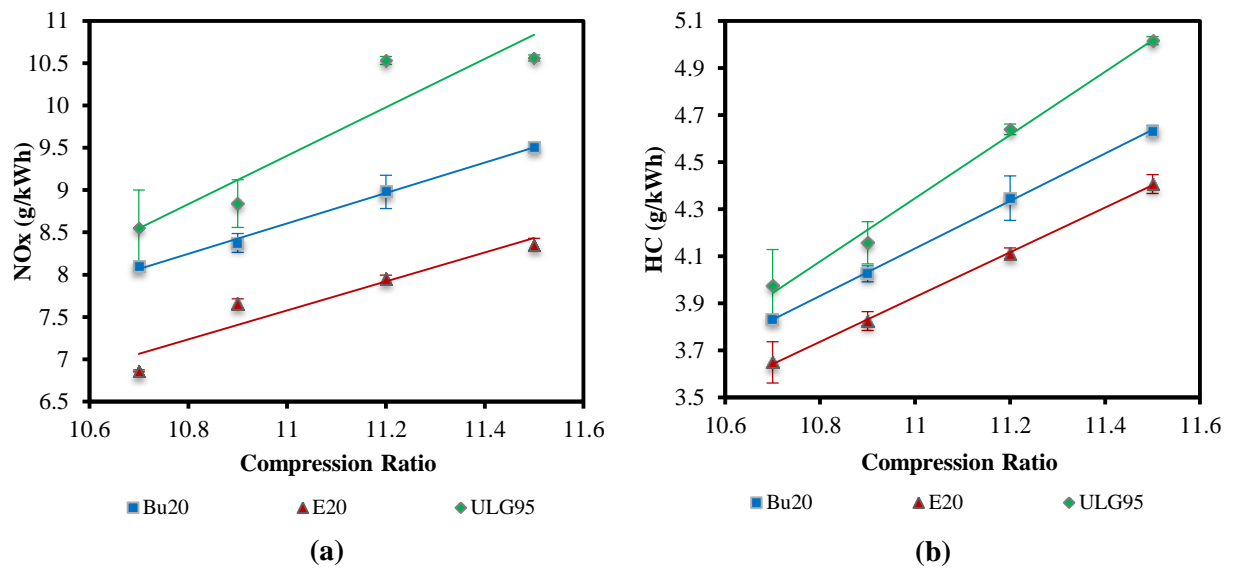 NOx (g/kWh)
11
10.5
10
9.5
9
8.5
8
7.5
7
6.5
10.6 10.8 11 11.2 11.4 11.6
Compression Ratio
Bu20 E20 ULG95
(a)
HC (g/kWh)
5.1
4.9
4.7
4.5
4.3
4.1
3.9
3.7
3.5
10.6 10.8 11 11.2 11.4 11.6
Compression Ratio
Bu20 E20 ULG95
(b)